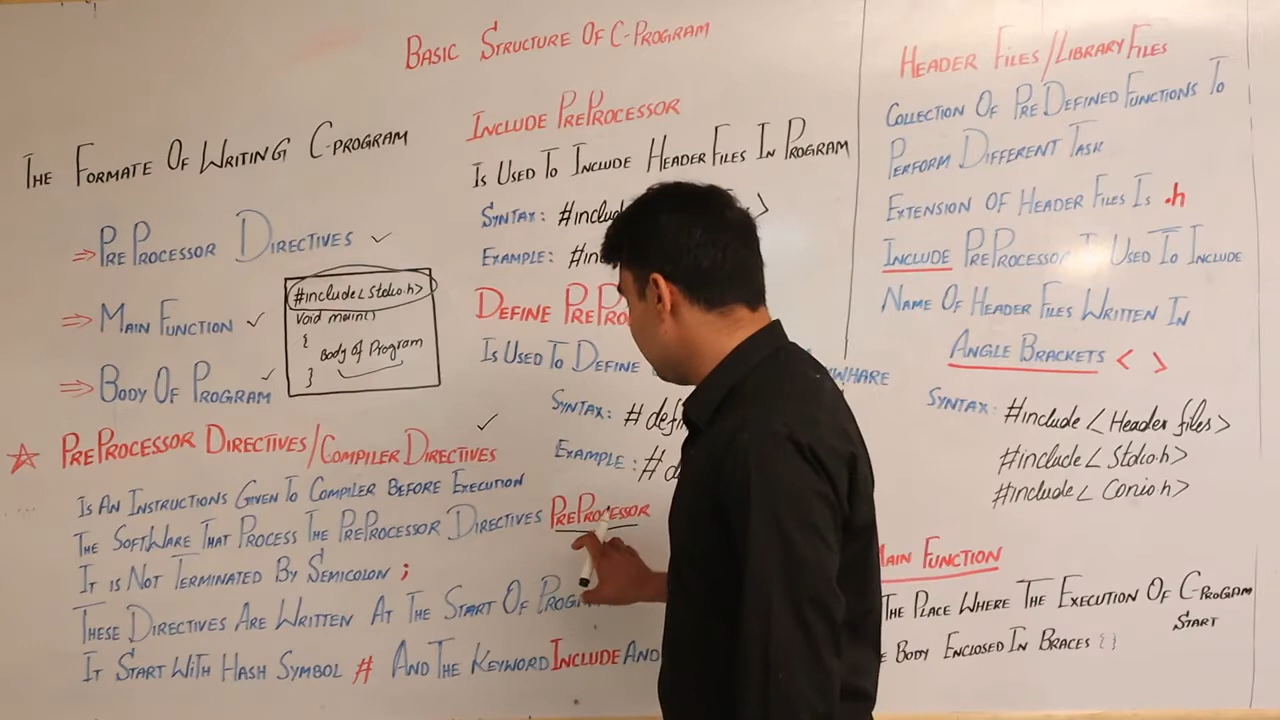 BASIC STRUCTURE OF C-PROGRAM
THE FORMATE OF WRITING C-PROGRAM
⇒ PREPROCESSOR DIRECTIVES ✓
⇒ MAIN FUNCTION ✓
⇒ BODY OF PROGRAM ✓
#include<Stdio.h>
void main()
{
Body of Program
}
☆ PREPROCESSOR DIRECTIVES/COMPILER DIRECTIVES ✓
IS AN INSTRUCTIONS GIVEN TO COMPILER BEFORE EXECUTION
THE SOFTWARE THAT PROCESS THE PREPROCESSOR DIRECTIVES PREPROCESSOR
IT IS NOT TERMINATED BY SEMICOLON ;
THESE DIRECTIVES ARE WRITTEN AT THE START OF
IT START WITH HASH SYMBOL # AND THE KEYWORD INCLUDE AND
INCLUDE PREPROCESSOR
IS USED TO INCLUDE HEADER FILES IN PROGRAM
SYNTAX: #includ >
EXAMPLE: #in
DEFINE PREPRO
IS USED TO DEFINE
SYNTAX: # defi
EXAMPLE: # d
HEADER FILES/LIBRARY FILES
COLLECTION OF PREDEFINED FUNCTIONS TO
PERFORM DIFFERENT TASK
EXTENSION OF HEADER FILES IS .h
INCLUDE PREPROCESSOR IS USED TO INCLUDE
NAME OF HEADER FILES WRITTEN IN
ANGLE BRACKETS < >
SYNTAX: #include <Header files>
#include< Stdio.h>
#include< Conio.h>
MAIN FUNCTION
THE PLACE WHERE THE EXECUTION OF C-PROGRAM
START
BODY ENCLOSED IN BRACES { }